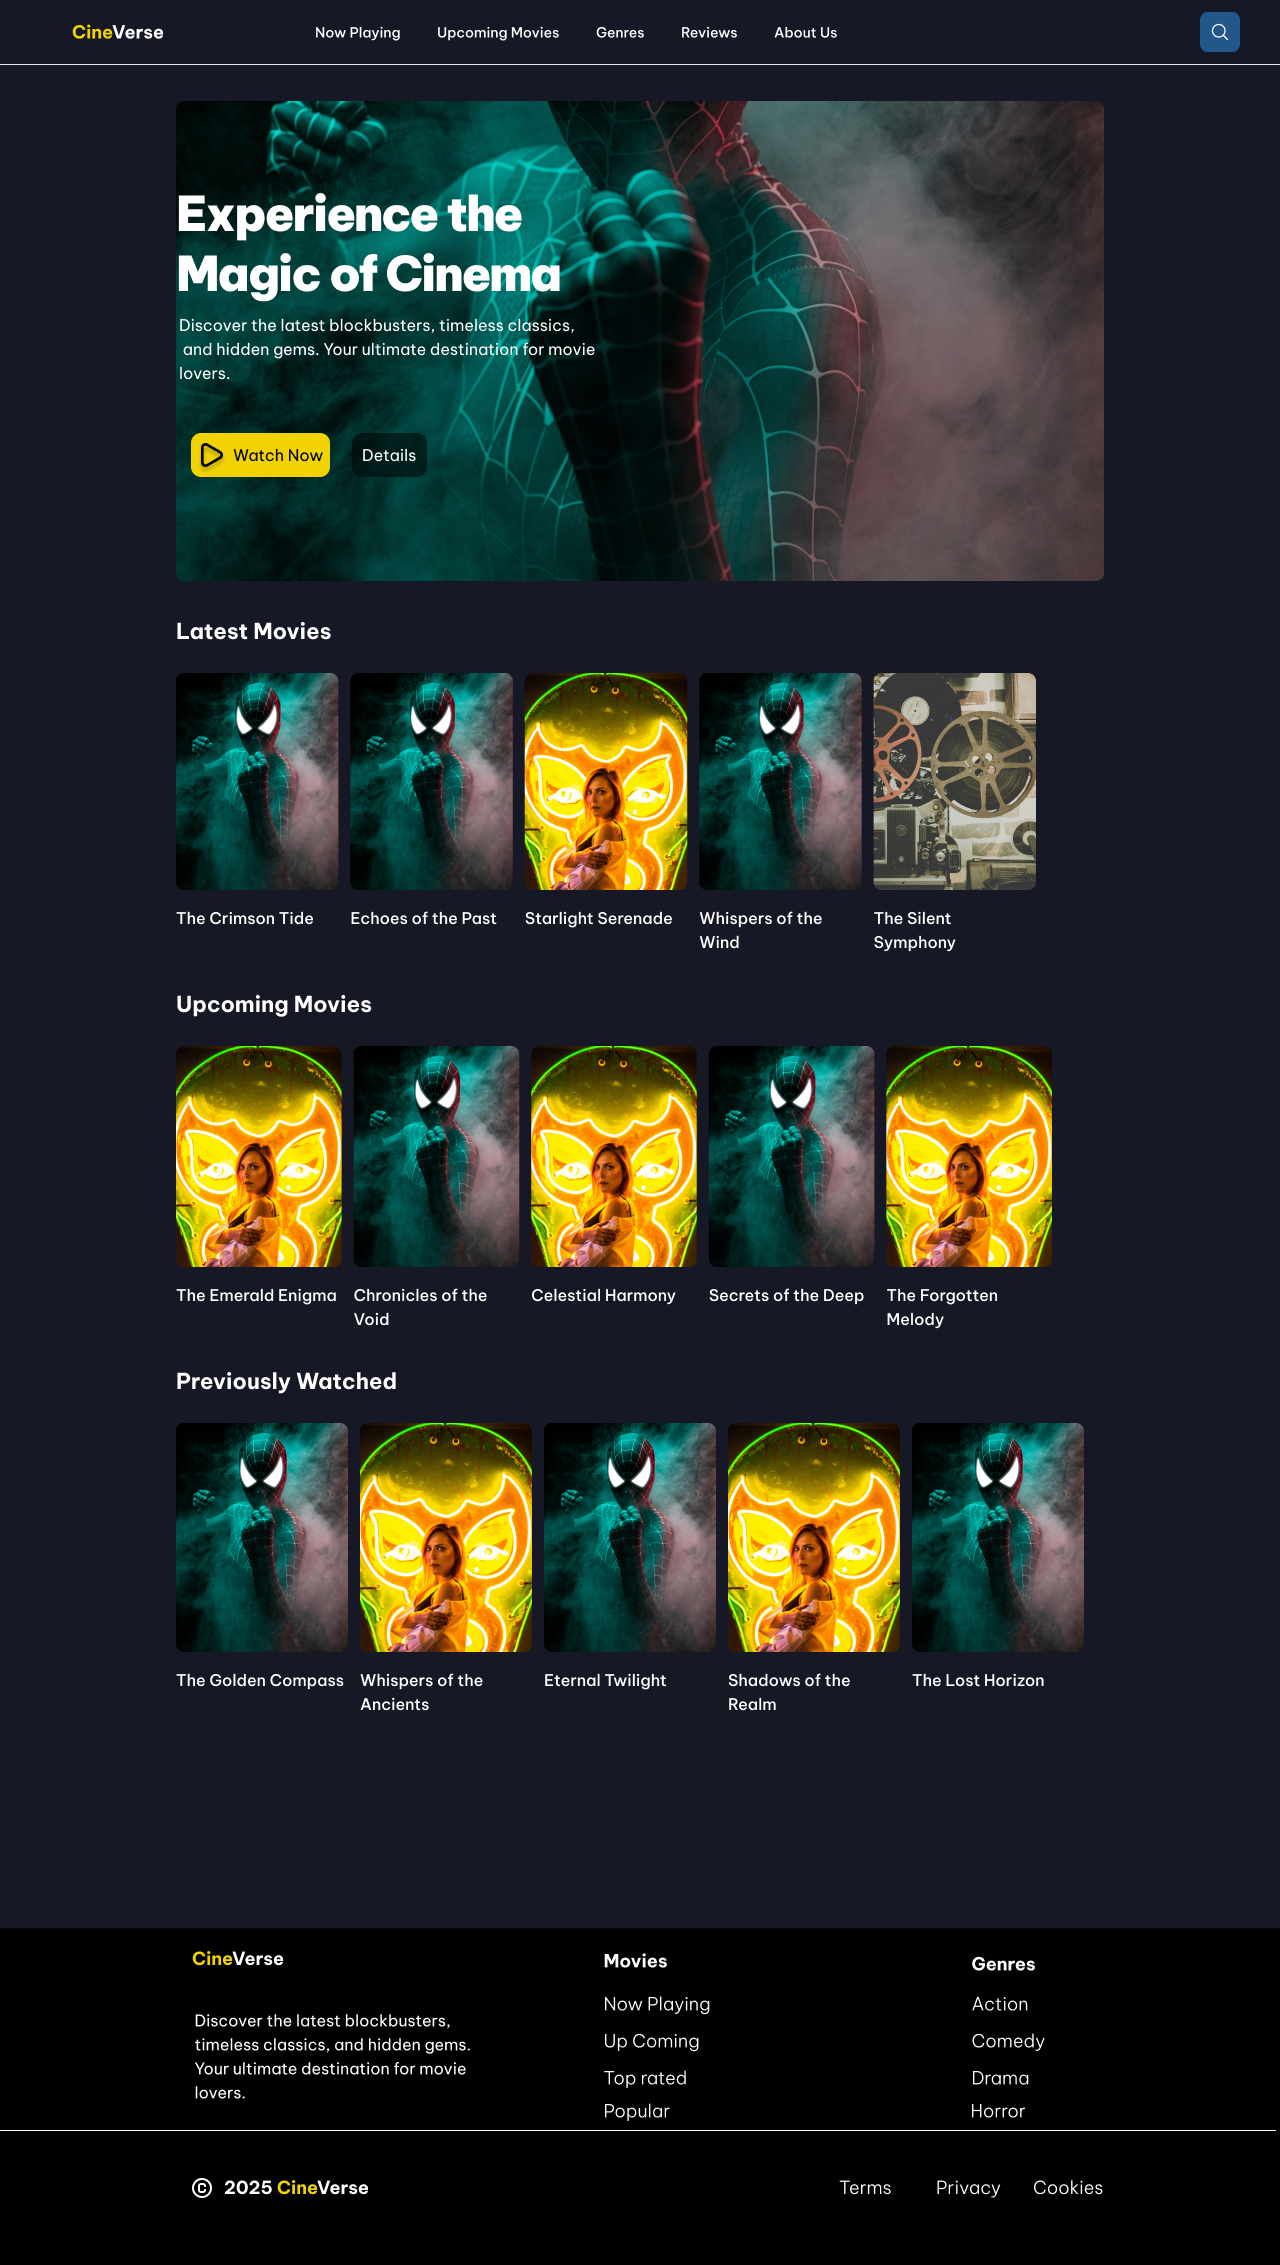 CineVerse
Now Playing
Upcoming Movies
Genres
Reviews
About Us
Experience the
Magic of Cinema
Discover the latest blockbusters, timeless classics,
and hidden gems. Your ultimate destination for movie
lovers.
Watch Now
Details
Latest Movies
The Crimson Tide
Echoes of the Past
Starlight Serenade
Whispers of the
Wind
The Silent
Symphony
Upcoming Movies
The Emerald Enigma
Chronicles of the
Void
Celestial Harmony
Secrets of the Deep
The Forgotten
Melody
Previously Watched
The Golden Compass
Whispers of the
Ancients
Eternal Twilight
Shadows of the
Realm
The Lost Horizon
CineVerse
Discover the latest blockbusters,
timeless classics, and hidden gems.
Your ultimate destination for movie
lovers.
Movies
Now Playing
Up Coming
Top rated
Popular
Genres
Action
Comedy
Drama
Horror
© 2025 CineVerse
Terms
Privacy
Cookies